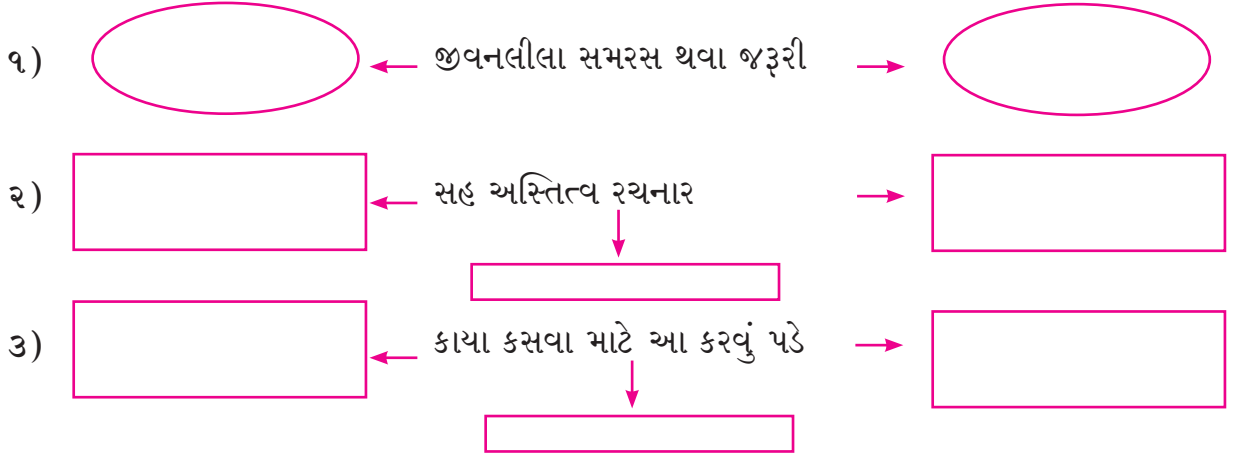 ૧) જીવનલીલા સમરસ થવા જરૂરી
૨) સહ અસ્તિત્વ રચનાર
૩) કાયા કસવા માટે આ કરવું પડે